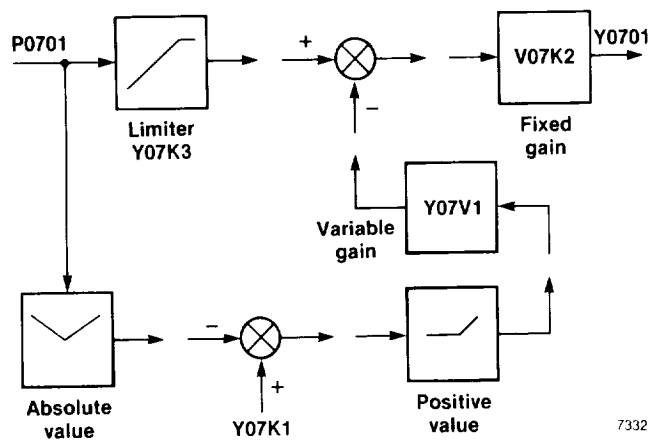 P0701
+
V07K2
Y0701
Limiter
Y07K3
Fixed
gain
−
Variable
gain
Y07V1
−
+
Absolute
value
Y07K1
Positive
value
7332